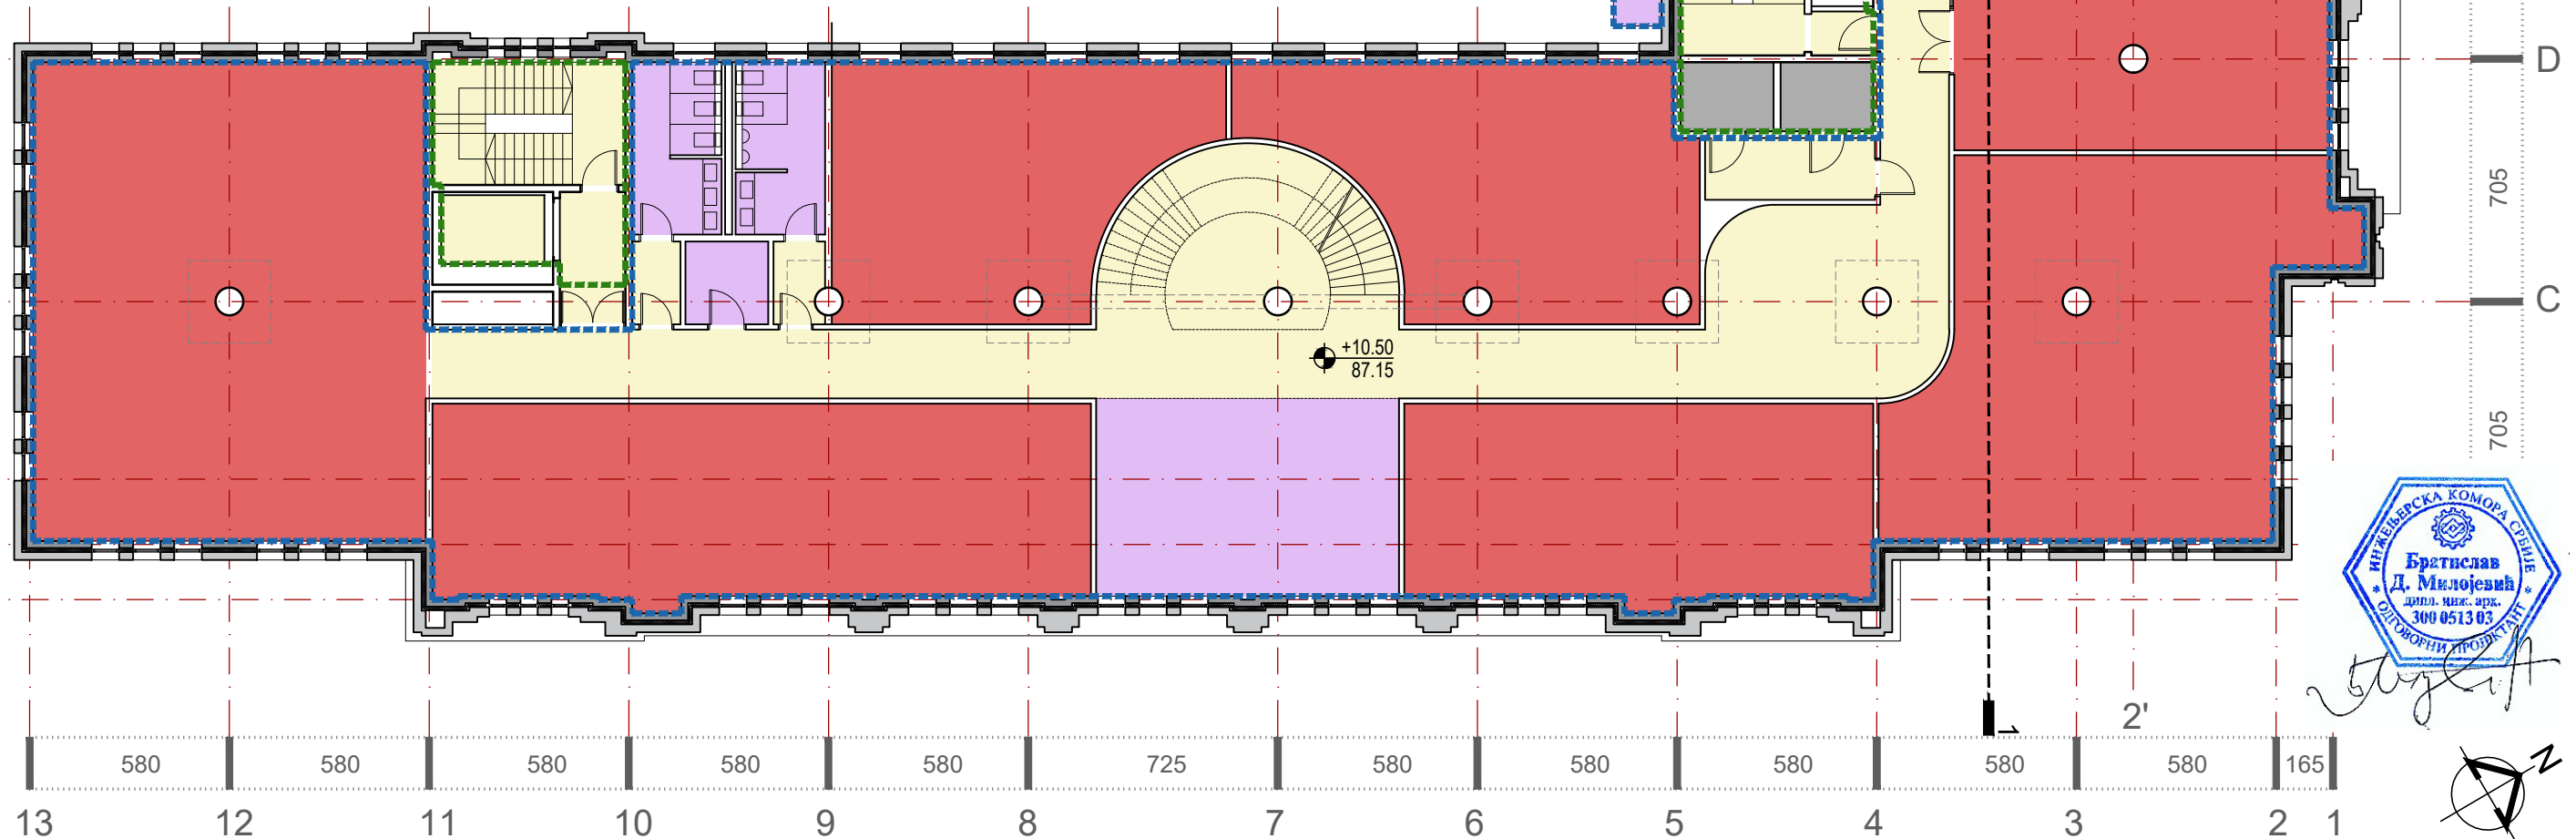 D
705
C
+10.50
87.15
705
ИНЖЕЊЕРСКА КОМОРА СРБИЈЕ
Братислав
Д. Милојевић
дипл. инж. арх.
300 0513 03
ОДГОВОРНИ ПРОЈЕКТАНТ
1
2'
N
580 580 580 580 580 725 580 580 580 580 580 165
13 12 11 10 9 8 7 6 5 4 3 2 1